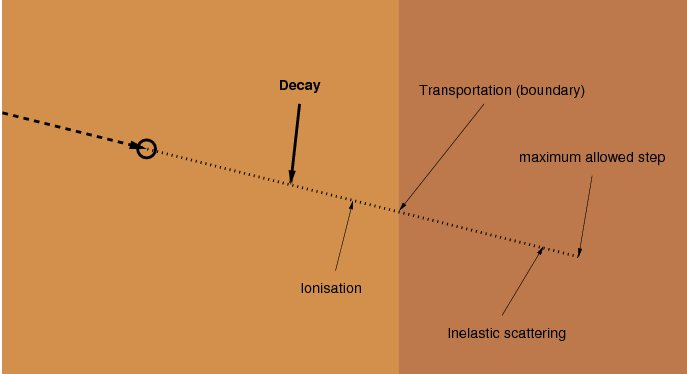 Decay
Transportation (boundary)
maximum allowed step
Ionisation
Inelastic scattering